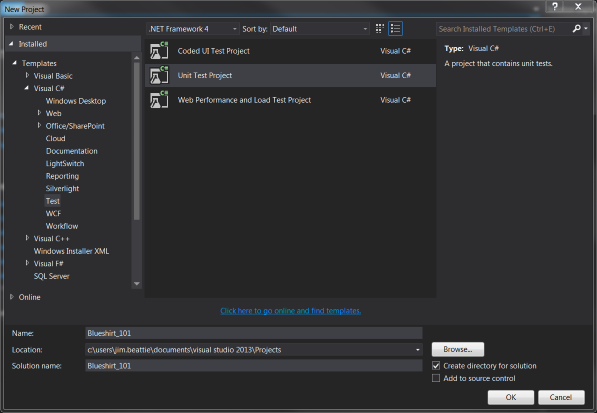 New Project
?
Recent
.NET Framework 4
Sort by:
Default
Search Installed Templates (Ctrl+E)
Installed
Templates
Visual Basic
Visual C#
Windows Desktop
Web
Office/SharePoint
Cloud
Documentation
LightSwitch
Reporting
Silverlight
Test
WCF
Workflow
Visual C++
Windows Installer XML
Visual F#
SQL Server
Online
C#
Coded UI Test Project
Visual C#
C#
Unit Test Project
Visual C#
C#
Web Performance and Load Test Project
Visual C#
Type: Visual C#
A project that contains unit tests.
Click here to go online and find templates.
Name:
Blueshirt_101
Location:
c:\users\jim.beattie\documents\visual studio 2013\Projects
Browse...
Solution name:
Blueshirt_101
Create directory for solution
Add to source control
OK
Cancel